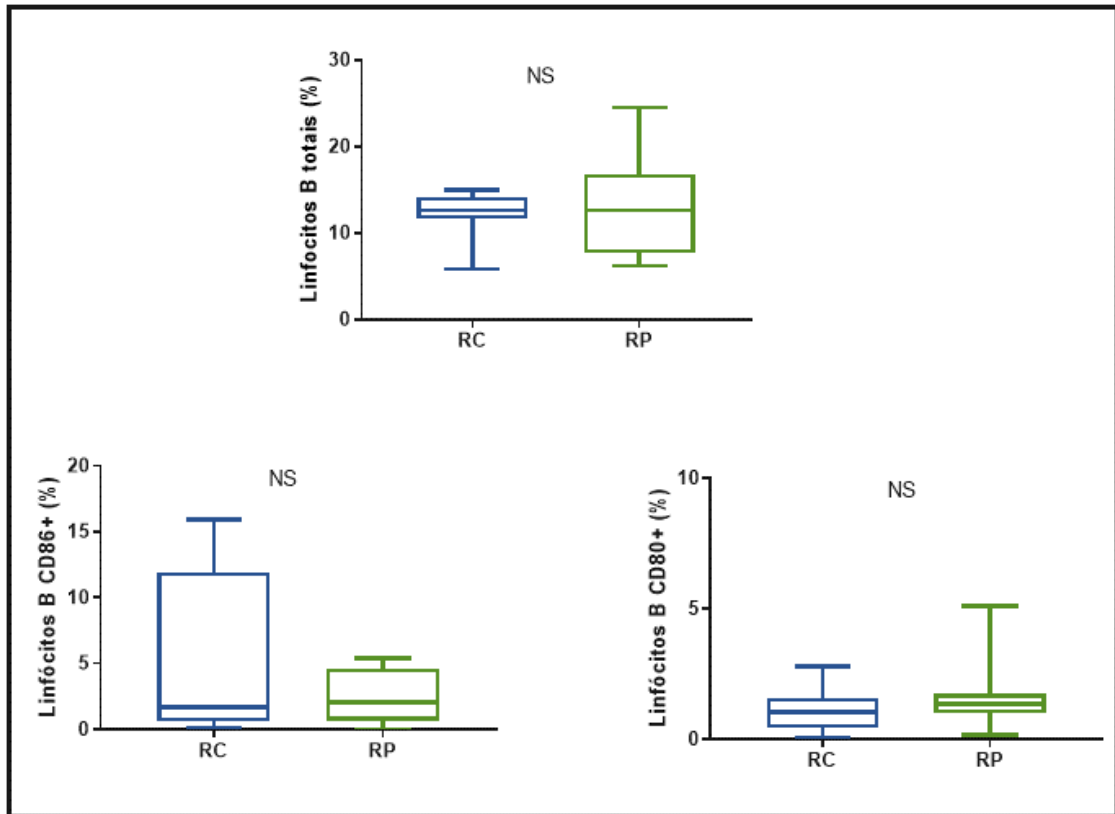 Linfocitos B totais (%)
30
20
10
0
NS
RC RP
Linfócitos B CD86+ (%)
20
15
10
5
0
NS
RC RP
Linfócitos B CD80+ (%)
10
5
0
NS
RC RP